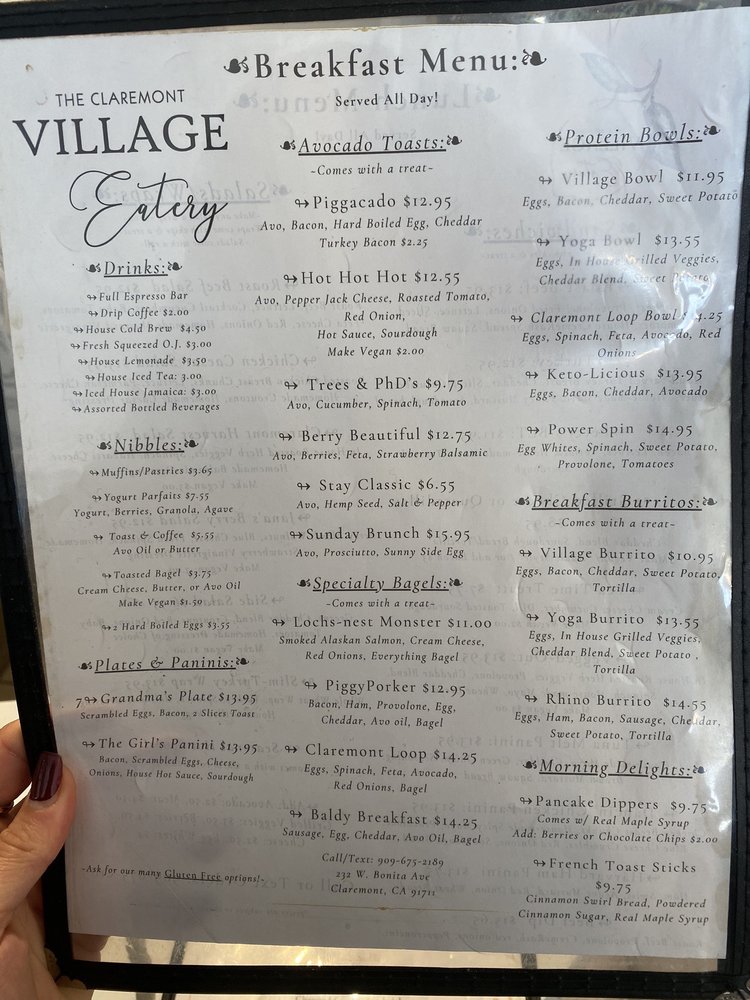 Breakfast Menu:
Served All Day!
THE CLAREMONT
VILLAGE
Eatery
Drinks:
Full Espresso Bar
Drip Coffee $2.00
House Cold Brew $4.50
Fresh Squeezed O.J. $3.00
House Lemonade $3.50
House Iced Tea: 3.00
Iced House Jamaica: $3.00
Assorted Bottled Beverages
Nibbles:
Muffins/Pastries $3.65
Yogurt Parfaits $7.55
Yogurt, Berries, Granola, Agave
Toast & Coffee $5.55
Avo Oil or Butter
Toasted Bagel $3.75
Cream Cheese, Butter, or Avo Oil
Make Vegan $1.50
2 Hard Boiled Eggs $3.55
Plates & Paninis:
7 Grandma's Plate $13.95
Scrambled Eggs, Bacon, 2 Slices Toast
The Girl's Panini $13.95
Bacon, Scrambled Eggs, Cheese,
Onions, House Hot Sauce, Sourdough
-Ask for our many Gluten Free options!-
Avocado Toasts:
-Comes with a treat-
Piggacado $12.95
Avo, Bacon, Hard Boiled Egg, Cheddar
Turkey Bacon $2.25
Hot Hot Hot $12.55
Avo, Pepper Jack Cheese, Roasted Tomato,
Red Onion,
Hot Sauce, Sourdough
Make Vegan $2.00
Trees & PhD's $9.75
Avo, Cucumber, Spinach, Tomato
Berry Beautiful $12.75
Avo, Berries, Feta, Strawberry Balsamic
Stay Classic $6.55
Avo, Hemp Seed, Salt & Pepper
Sunday Brunch $15.95
Avo, Prosciutto, Sunny Side Egg
Specialty Bagels:
-Comes with a treat-
Lochs-nest Monster $11.00
Smoked Alaskan Salmon, Cream Cheese,
Red Onions, Everything Bagel
PiggyPorker $12.95
Bacon, Ham, Provolone, Egg,
Cheddar, Avo oil, Bagel
Claremont Loop $14.25
Eggs, Spinach, Feta, Avocado,
Red Onions, Bagel
Baldy Breakfast $14.25
Sausage, Egg, Cheddar, Avo Oil, Bagel
Call/Text: 909-675-2189
232 W. Bonita Ave
Claremont, CA 91711
Protein Bowls:
Village Bowl $11.95
Eggs, Bacon, Cheddar, Sweet Potato
Yoga Bowl $13.55
Eggs, In House Grilled Veggies,
Cheddar Blend, Sweet Potato
Claremont Loop Bowl 4.25
Eggs, Spinach, Feta, Avocado, Red
Onions
Keto-Licious $13.95
Eggs, Bacon, Cheddar, Avocado
Power Spin $14.95
Egg Whites, Spinach, Sweet Potato,
Provolone, Tomatoes
Breakfast Burritos:
-Comes with a treat-
Village Burrito $10.95
Eggs, Bacon, Cheddar, Sweet Potato,
Tortilla
Yoga Burrito $13.55
Eggs, In House Grilled Veggies,
Cheddar Blend, Sweet Potato ,
Tortilla
Rhino Burrito $14.55
Eggs, Ham, Bacon, Sausage, Cheddar,
Sweet Potato, Tortilla
Morning Delights:
Pancake Dippers $9.75
Comes w/ Real Maple Syrup
Add: Berries or Chocolate Chips $2.00
French Toast Sticks
$9.75
Cinnamon Swirl Bread, Powdered
Cinnamon Sugar, Real Maple Syrup